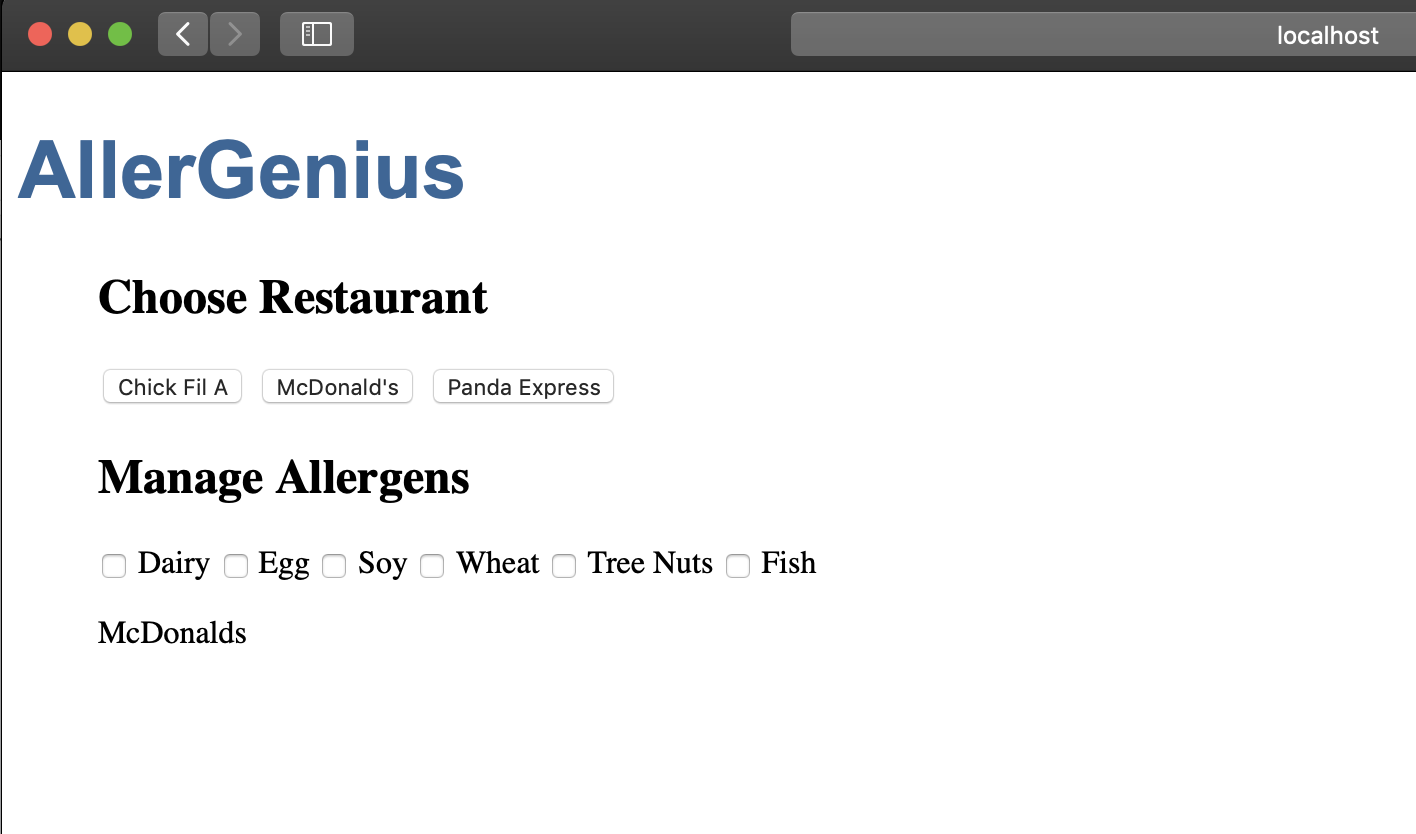 localhost
AllerGenius
Choose Restaurant
Chick Fil A McDonald's Panda Express
Manage Allergens
Dairy Egg Soy Wheat Tree Nuts Fish
McDonalds